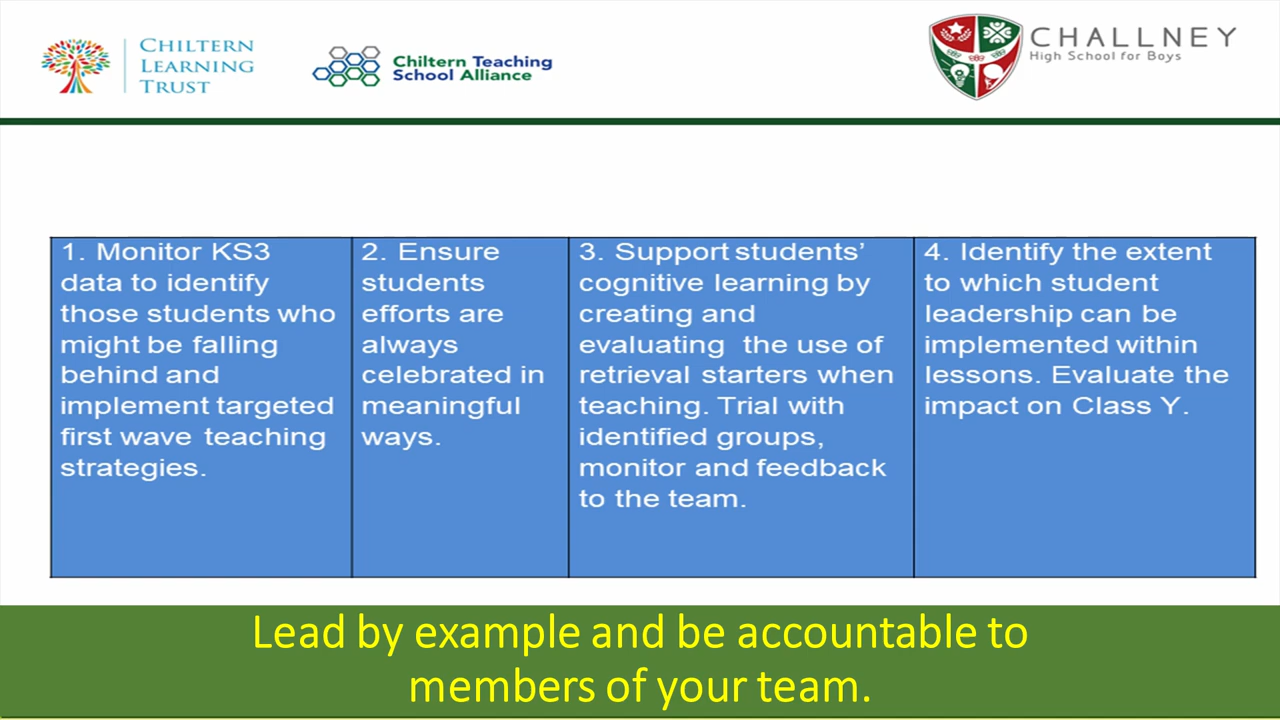 CHILTERN
LEARNING
TRUST
Chiltern Teaching
School Alliance
CHALLNEY
High School for Boys
1. Monitor KS3
data to identify
those students who
might be falling
behind and
implement targeted
first wave teaching
strategies.
2. Ensure
students
efforts are
always
celebrated in
meaningful
ways.
3. Support students’
cognitive learning by
creating and
evaluating the use of
retrieval starters when
teaching. Trial with
identified groups,
monitor and feedback
to the team.
4. Identify the extent
to which student
leadership can be
implemented within
lessons. Evaluate the
impact on Class Y.
Lead by example and be accountable to
members of your team.